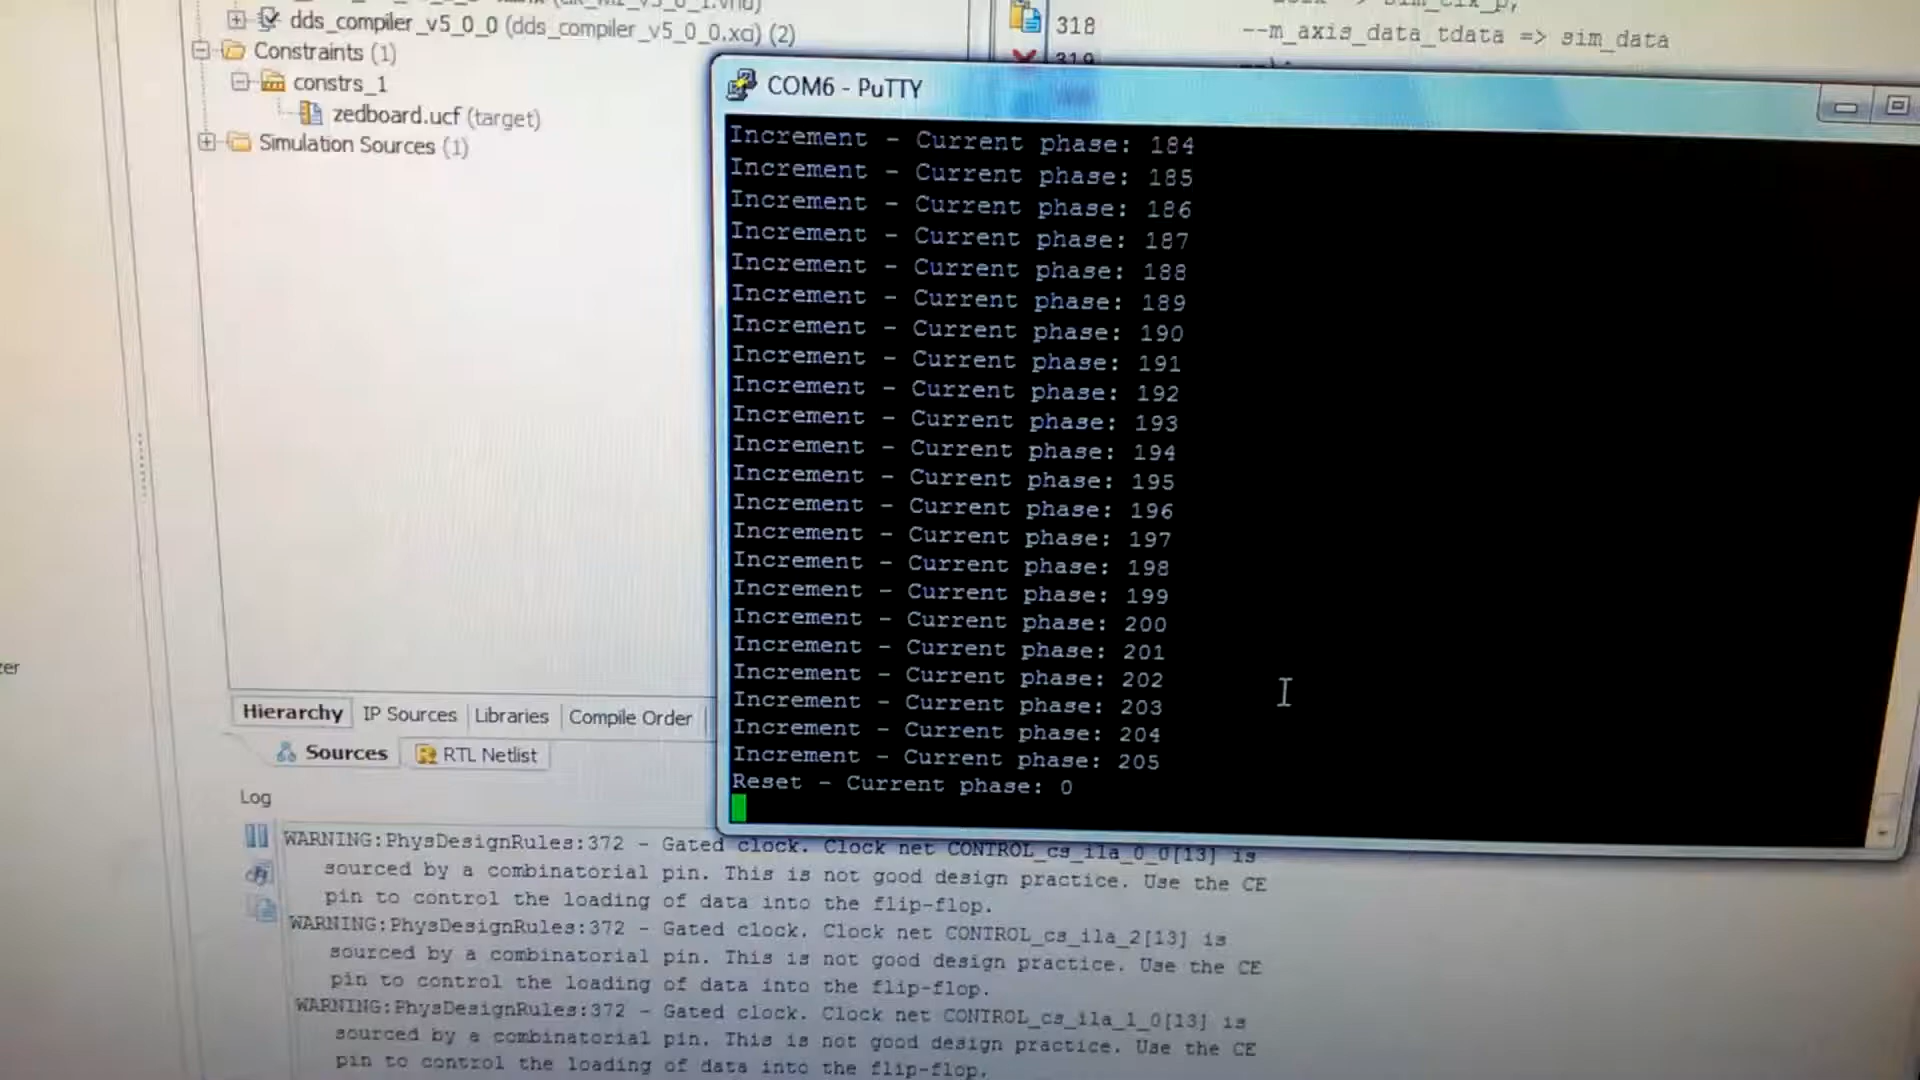 dds_compiler_v5_0_0 (dds_compiler_v5_0_0.xci) (2)
Constraints (1)
constrs_1
zedboard.ucf (target)
Simulation Sources (1)
318
--m_axis_data_tdata => sim_data
319
COM6 - PuTTY
Increment - Current phase: 184
Increment - Current phase: 185
Increment - Current phase: 186
Increment - Current phase: 187
Increment - Current phase: 188
Increment - Current phase: 189
Increment - Current phase: 190
Increment - Current phase: 191
Increment - Current phase: 192
Increment - Current phase: 193
Increment - Current phase: 194
Increment - Current phase: 195
Increment - Current phase: 196
Increment - Current phase: 197
Increment - Current phase: 198
Increment - Current phase: 199
Increment - Current phase: 200
Increment - Current phase: 201
Increment - Current phase: 202
Increment - Current phase: 203
Increment - Current phase: 204
Increment - Current phase: 205
Reset - Current phase: 0
Hierarchy IP Sources Libraries Compile Order
Sources RTL Netlist
Log
WARNING:PhysDesignRules:372 - Gated clock. Clock net CONTROL_cs_ila_0_0[13] is
sourced by a combinatorial pin. This is not good design practice. Use the CE
pin to control the loading of data into the flip-flop.
WARNING:PhysDesignRules:372 - Gated clock. Clock net CONTROL_cs_ila_2[13] is
sourced by a combinatorial pin. This is not good design practice. Use the CE
pin to control the loading of data into the flip-flop.
WARNING:PhysDesignRules:372 - Gated clock. Clock net CONTROL_cs_ila_1_0[13] is
sourced by a combinatorial pin. This is not good design practice. Use the CE
pin to control the loading of data into the flip-flop.